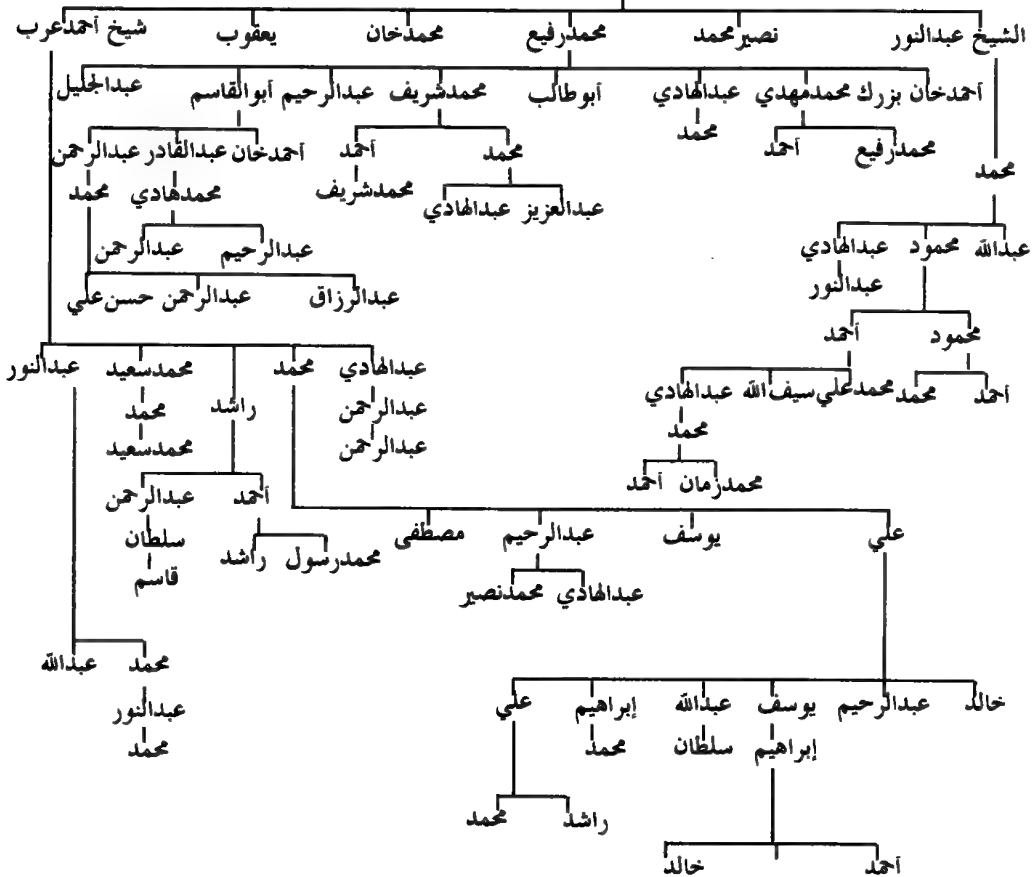 الشيخ عبدالنور نصيرمحمد محمدرفيع محمدخان يعقوب شيخ أحمدعرب
أحمدخان بزرك محمدمهدي عبدالهادي أبوطالب محمدشريف عبدالرحيم أبوالقاسم عبدالجليل
محمدرفيع أحمد محمد محمد أحمد أحمدخان عبدالقادر عبدالرحمن
محمد عبدالعزيز عبدالهادي محمدشريف محمدهادي محمد
عبدالله محمود عبدالهادي عبدالرحيم عبدالرحمن
عبدالنور عبدالرزاق عبدالرحمن حسن علي
محمود أحمد
عبدالهادي محمد راشد محمدسعيد عبدالنور
أحمد محمد محمدعلي سيف الله عبدالهادي عبدالرحمن محمد
محمد عبدالرحمن محمدسعيد
محمدزمان أحمد أحمد عبدالرحمن
علي يوسف عبدالرحيم مصطفى محمدرسول راشد سلطان
عبدالهادي محمدنصير قاسم
محمد عبدالله
خالد عبدالرحيم يوسف عبدالله إبراهيم علي عبدالنور
إبراهيم سلطان محمد محمد
راشد محمد
أحمد خالد